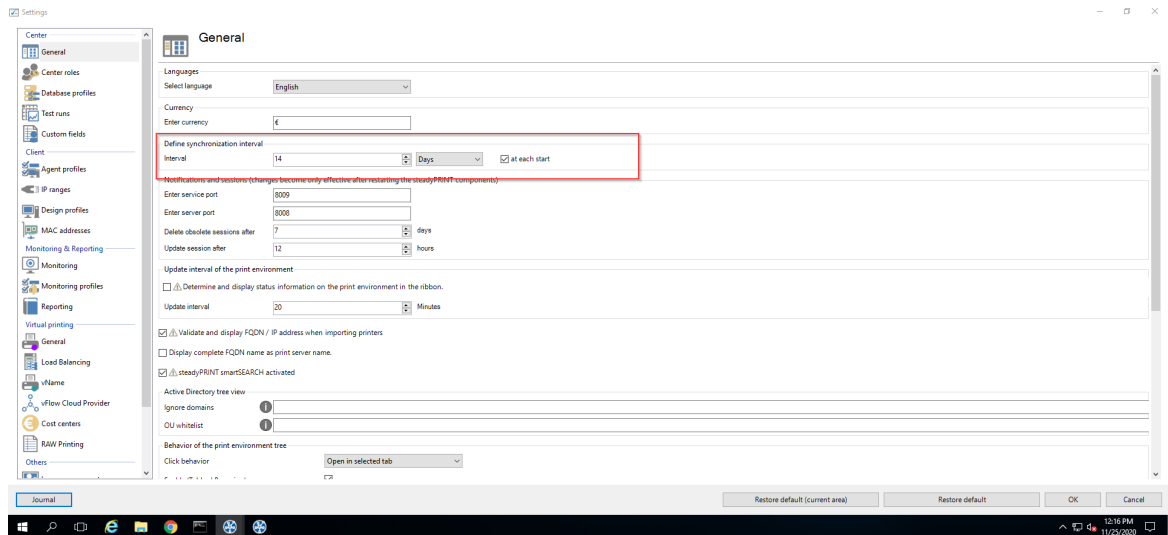 Settings
Center
General
Center roles
Database profiles
Test runs
Custom fields
Client
Agent profiles
IP ranges
Design profiles
MAC addresses
Monitoring & Reporting
Monitoring
Monitoring profiles
Reporting
Virtual printing
General
Load Balancing
vName
vFlow Cloud Provider
Cost centers
RAW Printing
Others
General
Languages
Select language English
Currency
Enter currency €
Define synchronization interval
Interval 14 Days at each start
Notifications and sessions (changes become only effective after restarting the steadyPRINT components)
Enter service port 8009
Enter server port 8008
Delete obsolete sessions after 7 days
Update session after 12 hours
Update interval of the print environment
Determine and display status information on the print environment in the ribbon.
Update interval 20 Minutes
Validate and display FQDN / IP address when importing printers
Display complete FQDN name as print server name.
steadyPRINT smartSEARCH activated
Active Directory tree view
Ignore domains
OU whitelist
Behavior of the print environment tree
Click behavior Open in selected tab
Journal Restore default (current area) Restore default OK Cancel
12:16 PM
11/25/2020